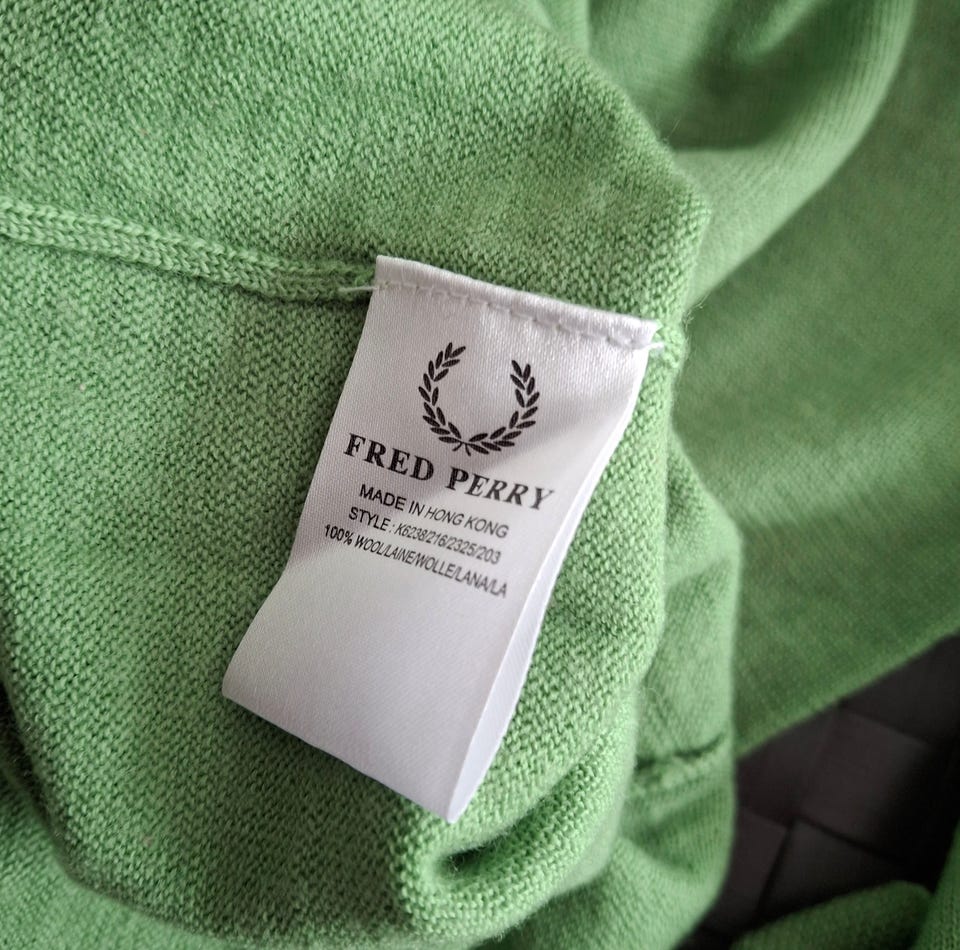 FRED PERRY
MADE IN HONG KONG
STYLE : K6238/216/2325/203
100% WOOL/LAINE/WOLLE/LANA/LA